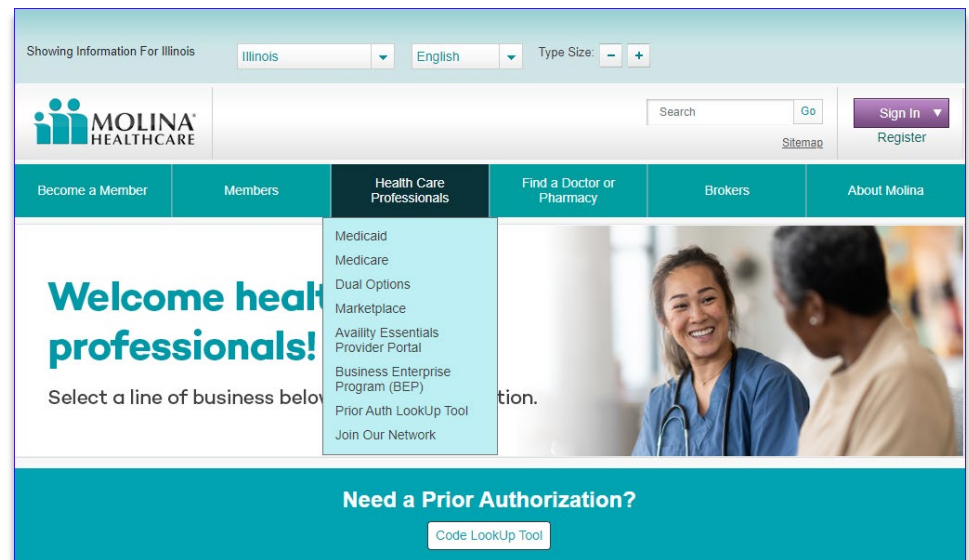 Showing Information For Illinois
Illinois
English
Type Size: - +
MOLINA
HEALTHCARE
Search
Go
Sitemap
Sign In
Register
Become a Member
Members
Health Care
Professionals
Find a Doctor or
Pharmacy
Brokers
About Molina
Medicaid
Medicare
Dual Options
Marketplace
Availity Essentials
Provider Portal
Business Enterprise
Program (BEP)
Prior Auth LookUp Tool
Join Our Network
Welcome
professionals!
Select a line of business
Need a Prior Authorization?
Code LookUp Tool